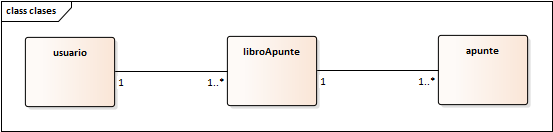 class clases
usuario
libroApunte
apunte
1
1..*
1
1..*